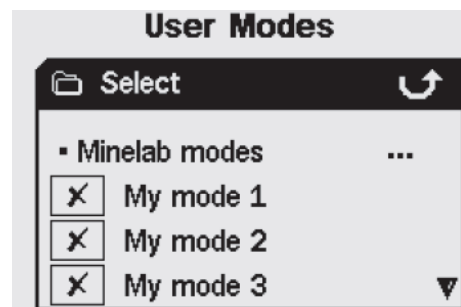 User Modes
Select
▪ Minelab modes ...
My mode 1
My mode 2
My mode 3